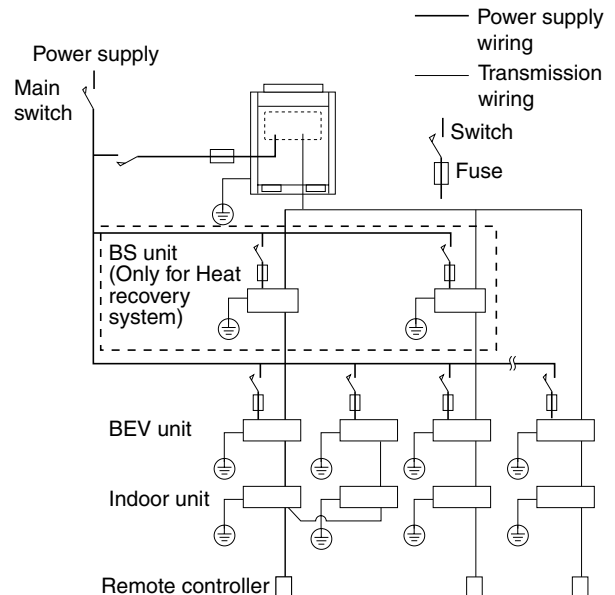 Power supply
wiring
Transmission
wiring
Power supply
Main
switch
Switch
Fuse
BS unit
(Only for Heat
recovery
system)
BEV unit
Indoor unit
Remote controller